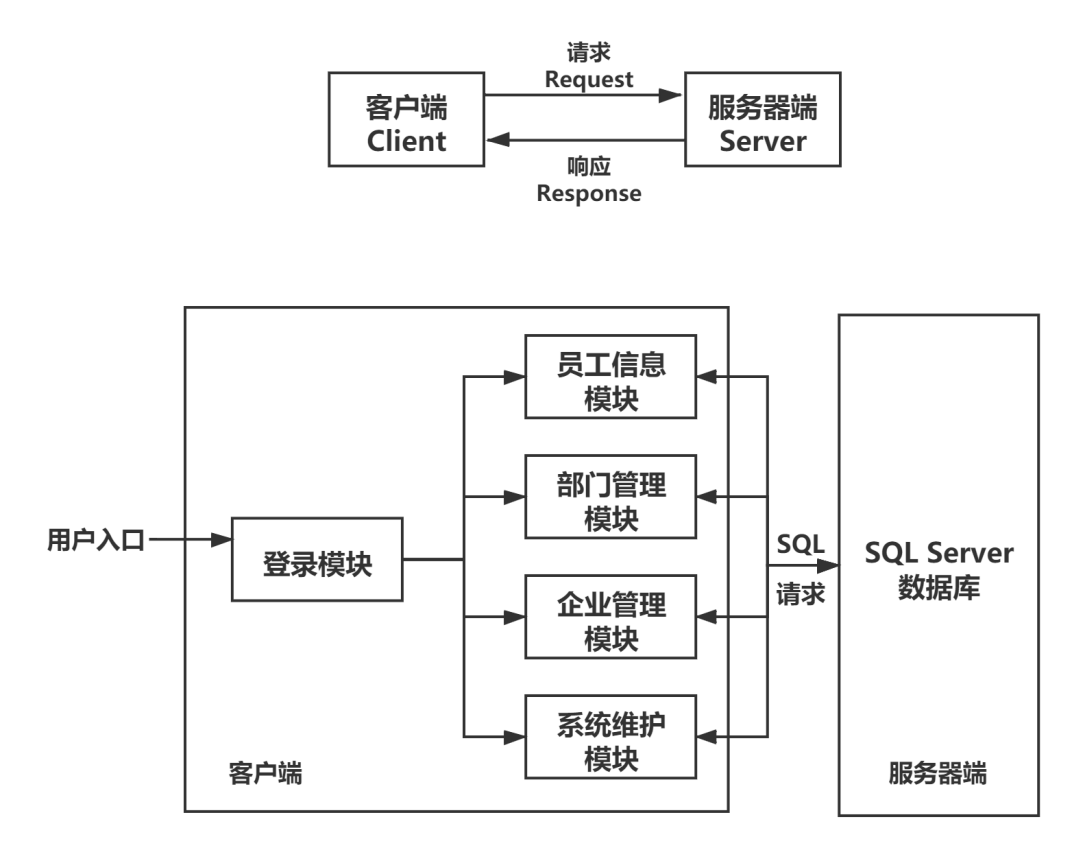 请求
Request
客户端
Client
服务器端
Server
响应
Response
员工信息
模块
部门管理
模块
用户入口
登录模块
SQL
请求
SQL Server
数据库
企业管理
模块
系统维护
模块
客户端
服务器端